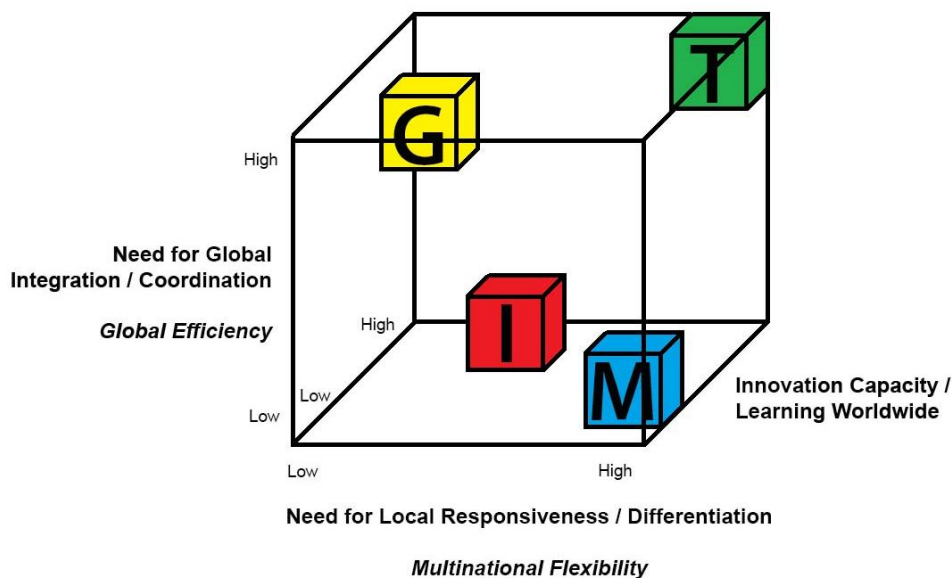 T
G
High
Need for Global
Integration / Coordination
High
Global Efficiency
I
M
Innovation Capacity /
Learning Worldwide
Low
Low
Low
High
Need for Local Responsiveness / Differentiation
Multinational Flexibility